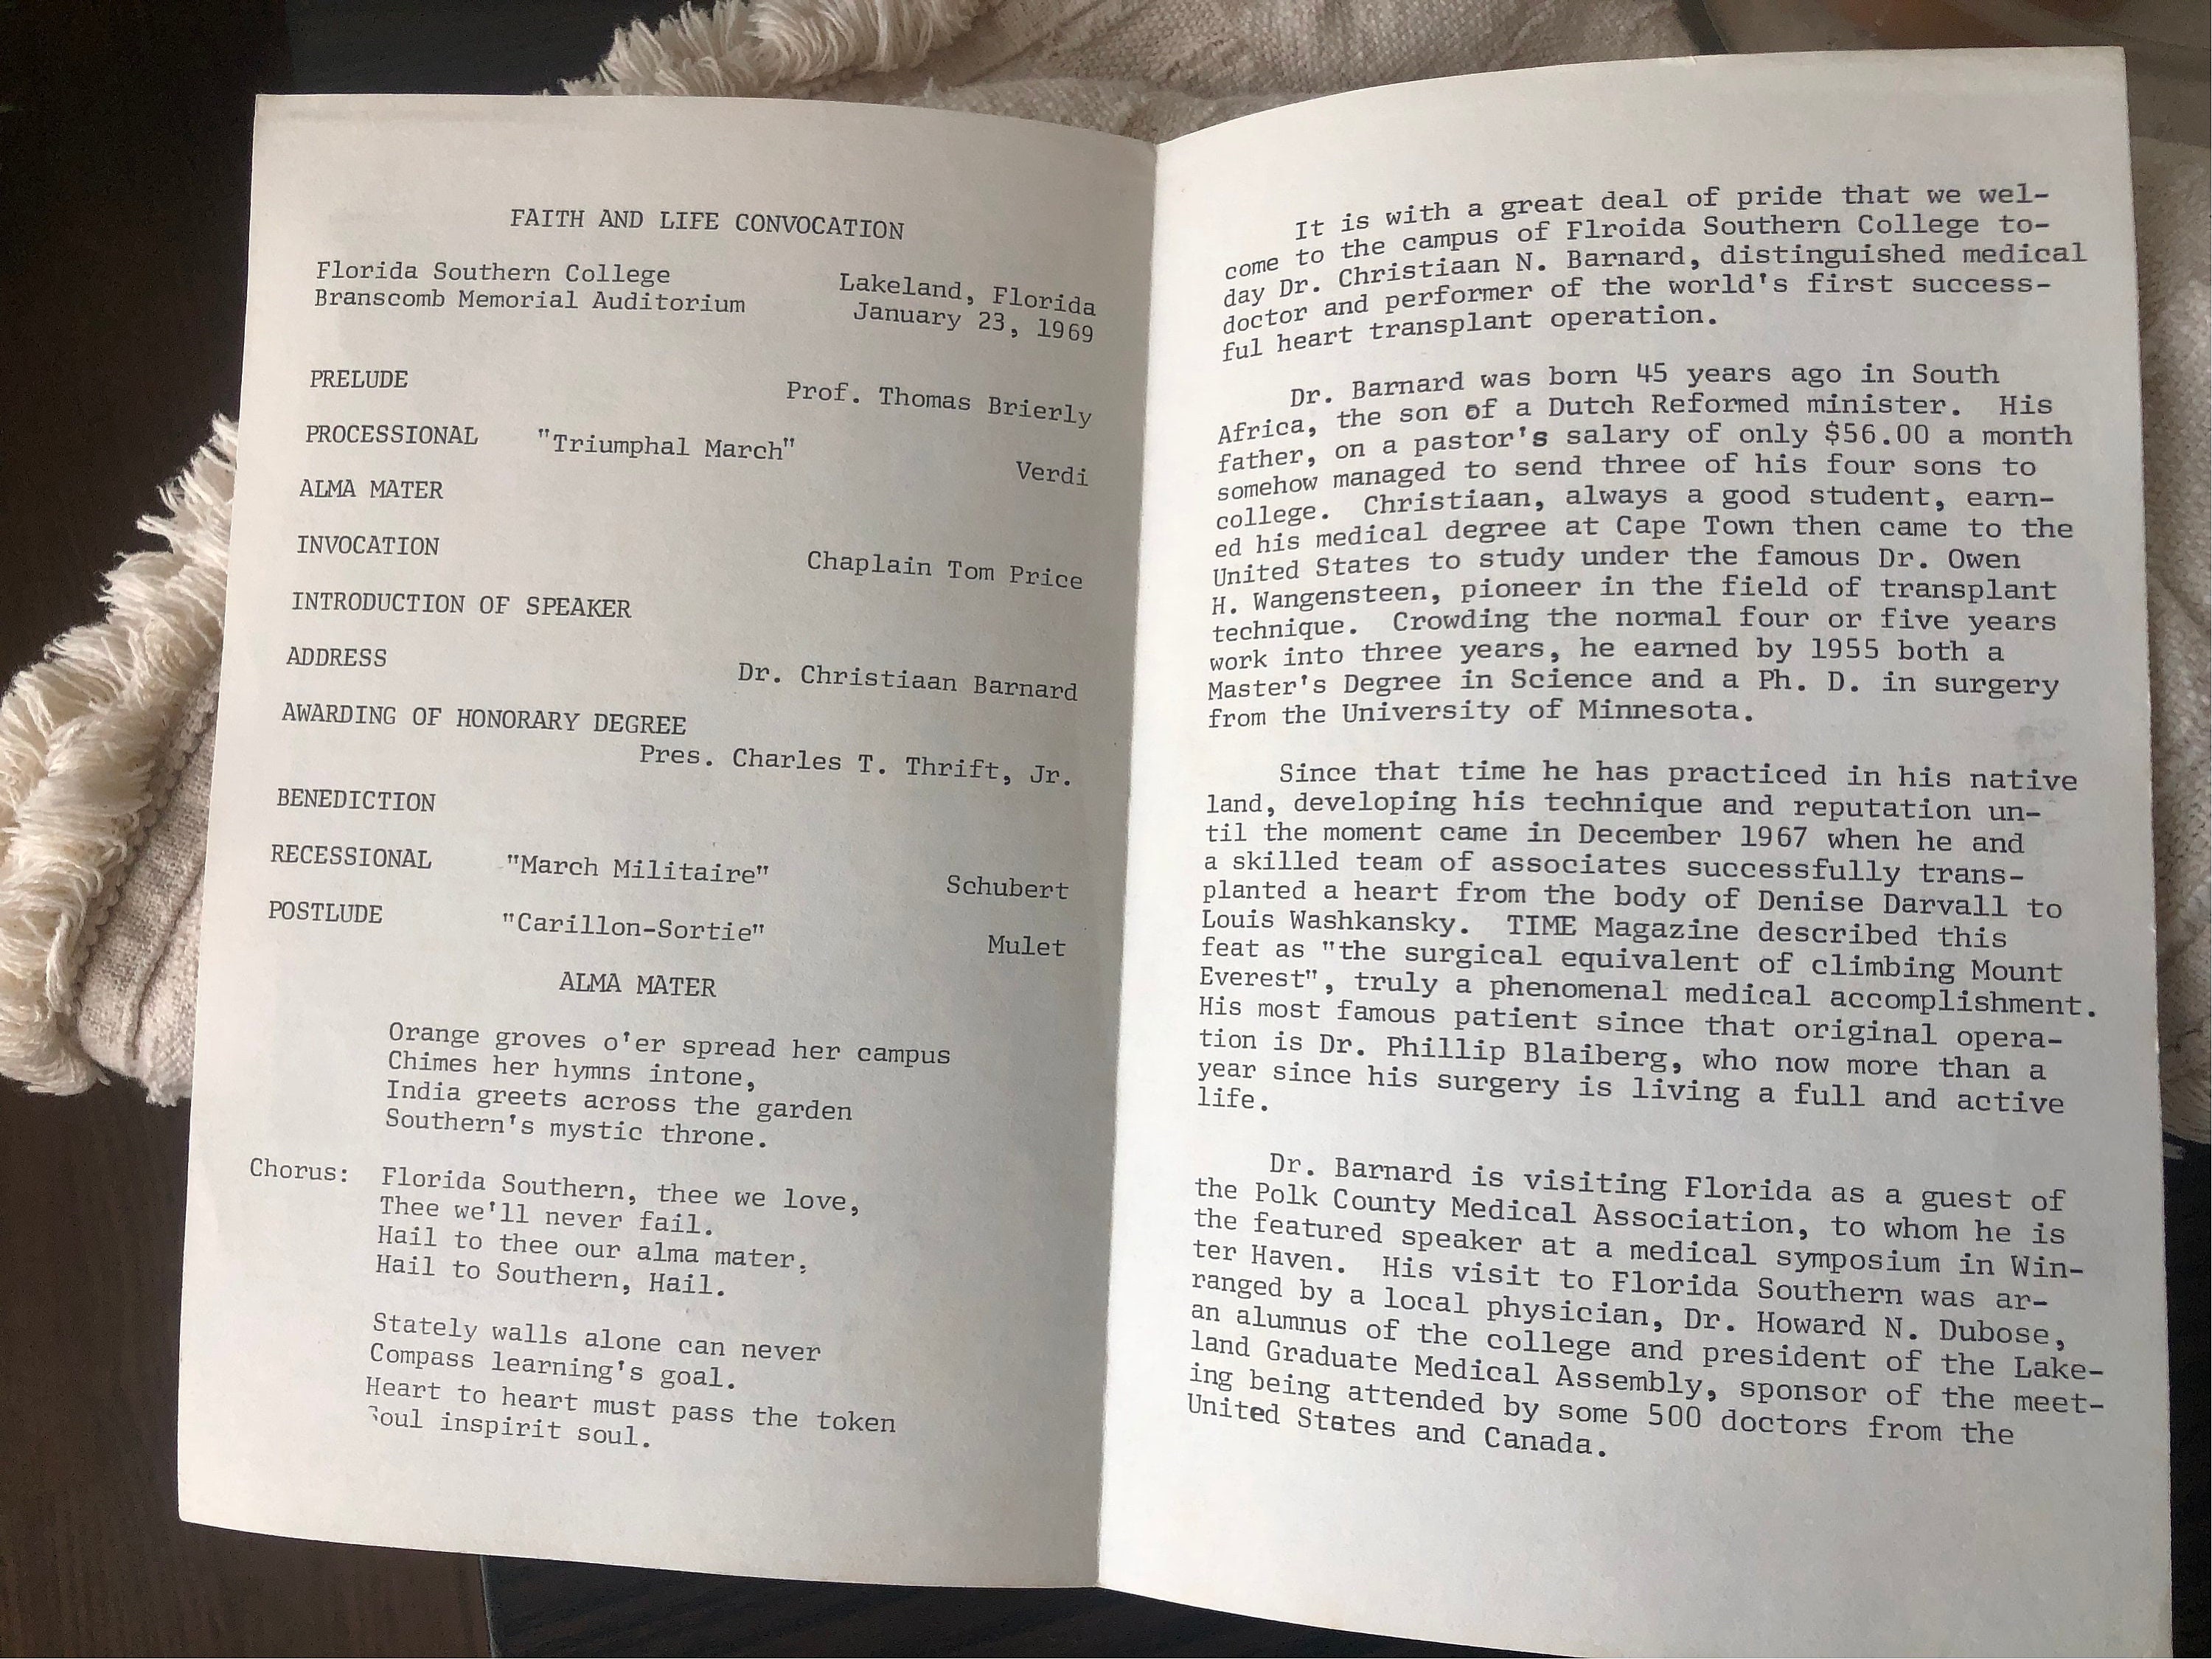 FAITH AND LIFE CONVOCATION
Florida Southern College Lakeland, Florida
Branscomb Memorial Auditorium January 23, 1969
PRELUDE Prof. Thomas Brierly
PROCESSIONAL "Triumphal March" Verdi
ALMA MATER
INVOCATION Chaplain Tom Price
INTRODUCTION OF SPEAKER
ADDRESS Dr. Christiaan Barnard
AWARDING OF HONORARY DEGREE
Pres. Charles T. Thrift, Jr.
BENEDICTION
RECESSIONAL "March Militaire" Schubert
POSTLUDE "Carillon-Sortie" Mulet
ALMA MATER
Orange groves o'er spread her campus
Chimes her hymns intone,
India greets across the garden
Southern's mystic throne.
Chorus: Florida Southern, thee we love,
Thee we'll never fail.
Hail to thee our alma mater,
Hail to Southern, Hail.
Stately walls alone can never
Compass learning's goal.
Heart to heart must pass the token
Soul inspirit soul.
It is with a great deal of pride that we wel-
come to the campus of Flroida Southern College to-
day Dr. Christiaan N. Barnard, distinguished medical
doctor and performer of the world's first success-
ful heart transplant operation.
Dr. Barnard was born 45 years ago in South
Africa, the son of a Dutch Reformed minister. His
father, on a pastor's salary of only $56.00 a month
somehow managed to send three of his four sons to
college. Christiaan, always a good student, earn-
ed his medical degree at Cape Town then came to the
United States to study under the famous Dr. Owen
H. Wangensteen, pioneer in the field of transplant
technique. Crowding the normal four or five years
work into three years, he earned by 1955 both a
Master's Degree in Science and a Ph. D. in surgery
from the University of Minnesota.
Since that time he has practiced in his native
land, developing his technique and reputation un-
til the moment came in December 1967 when he and
a skilled team of associates successfully trans-
planted a heart from the body of Denise Darvall to
Louis Washkansky. TIME Magazine described this
feat as "the surgical equivalent of climbing Mount
Everest", truly a phenomenal medical accomplishment.
His most famous patient since that original opera-
tion is Dr. Phillip Blaiberg, who now more than a
year since his surgery is living a full and active
life.
Dr. Barnard is visiting Florida as a guest of
the Polk County Medical Association, to whom he is
the featured speaker at a medical symposium in Win-
ter Haven. His visit to Florida Southern was ar-
ranged by a local physician, Dr. Howard N. Dubose,
an alumnus of the college and president of the Lake-
land Graduate Medical Assembly, sponsor of the meet-
ing being attended by some 500 doctors from the
United States and Canada.